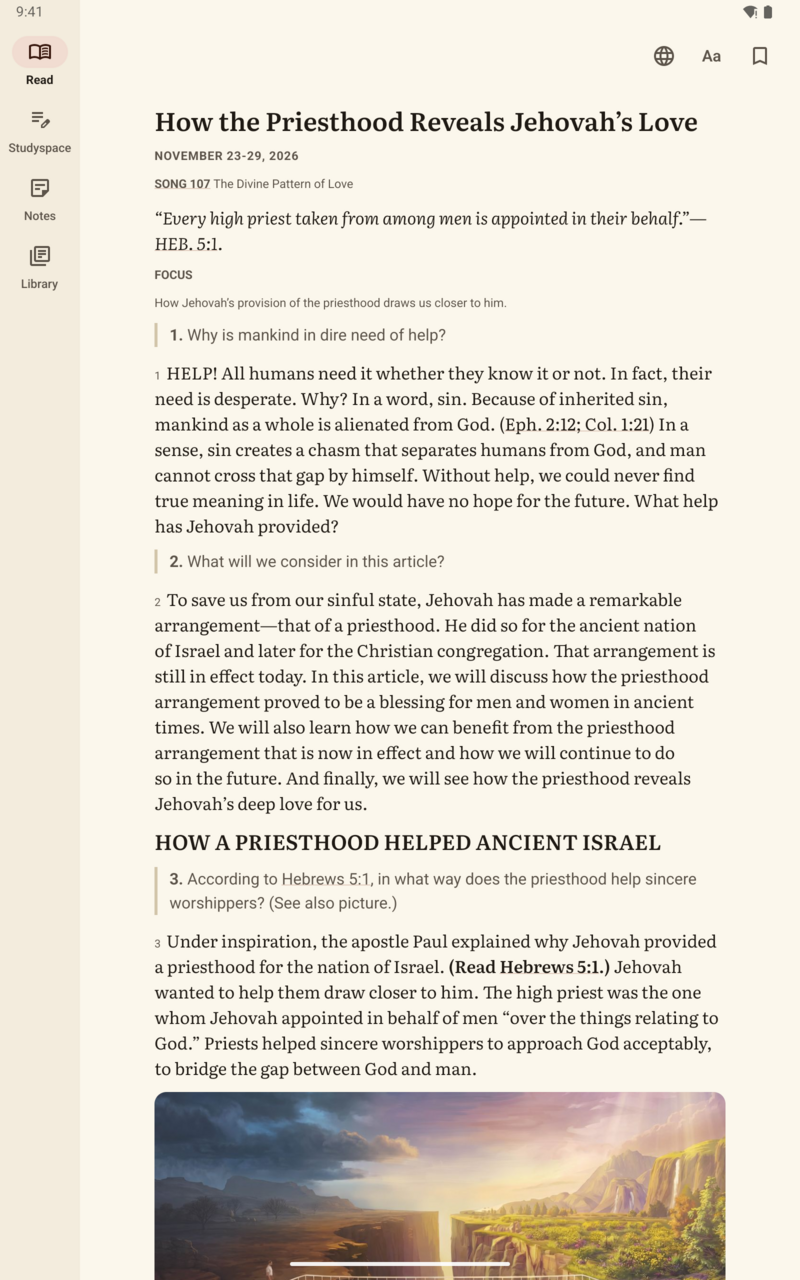 9:41
Read
Studyspace
Notes
Library
Aa
How the Priesthood Reveals Jehovah’s Love
NOVEMBER 23-29, 2026
SONG 107 The Divine Pattern of Love
“Every high priest taken from among men is appointed in their behalf.”—
HEB. 5:1.
FOCUS
How Jehovah’s provision of the priesthood draws us closer to him.
1. Why is mankind in dire need of help?
1 HELP! All humans need it whether they know it or not. In fact, their
need is desperate. Why? In a word, sin. Because of inherited sin,
mankind as a whole is alienated from God. (Eph. 2:12; Col. 1:21) In a
sense, sin creates a chasm that separates humans from God, and man
cannot cross that gap by himself. Without help, we could never find
true meaning in life. We would have no hope for the future. What help
has Jehovah provided?
2. What will we consider in this article?
2 To save us from our sinful state, Jehovah has made a remarkable
arrangement—that of a priesthood. He did so for the ancient nation
of Israel and later for the Christian congregation. That arrangement is
still in effect today. In this article, we will discuss how the priesthood
arrangement proved to be a blessing for men and women in ancient
times. We will also learn how we can benefit from the priesthood
arrangement that is now in effect and how we will continue to do
so in the future. And finally, we will see how the priesthood reveals
Jehovah’s deep love for us.
HOW A PRIESTHOOD HELPED ANCIENT ISRAEL
3. According to Hebrews 5:1, in what way does the priesthood help sincere
worshippers? (See also picture.)
3 Under inspiration, the apostle Paul explained why Jehovah provided
a priesthood for the nation of Israel. (Read Hebrews 5:1.) Jehovah
wanted to help them draw closer to him. The high priest was the one
whom Jehovah appointed in behalf of men “over the things relating to
God.” Priests helped sincere worshippers to approach God acceptably,
to bridge the gap between God and man.